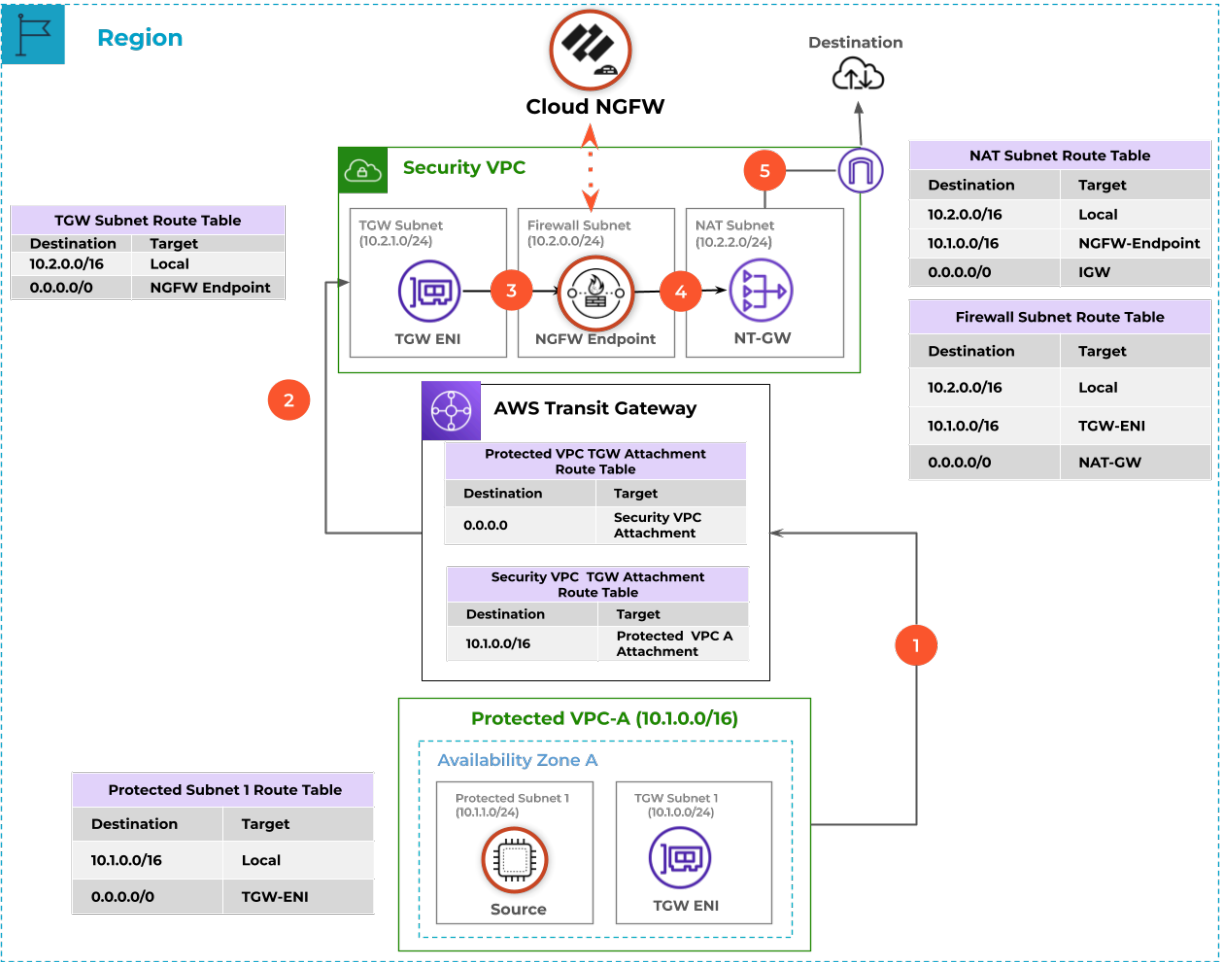 Region
Cloud NGFW
Destination
Security VPC
5
TGW Subnet Route Table
Destination Target
10.2.0.0/16 Local
0.0.0.0/0 NGFW Endpoint
TGW Subnet
(10.2.1.0/24)
TGW ENI
3
Firewall Subnet
(10.2.0.0/24)
NGFW Endpoint
4
NAT Subnet
(10.2.2.0/24)
NT-GW
NAT Subnet Route Table
Destination Target
10.2.0.0/16 Local
10.1.0.0/16 NGFW-Endpoint
0.0.0.0/0 IGW
Firewall Subnet Route Table
Destination Target
10.2.0.0/16 Local
10.1.0.0/16 TGW-ENI
0.0.0.0/0 NAT-GW
2
AWS Transit Gateway
Protected VPC TGW Attachment
Route Table
Destination Target
0.0.0.0 Security VPC
Attachment
Security VPC TGW Attachment
Route Table
Destination Target
10.1.0.0/16 Protected VPC A
Attachment
1
Protected VPC-A (10.1.0.0/16)
Availability Zone A
Protected Subnet 1
(10.1.1.0/24)
Source
TGW Subnet 1
(10.1.0.0/24)
TGW ENI
Protected Subnet 1 Route Table
Destination Target
10.1.0.0/16 Local
0.0.0.0/0 TGW-ENI